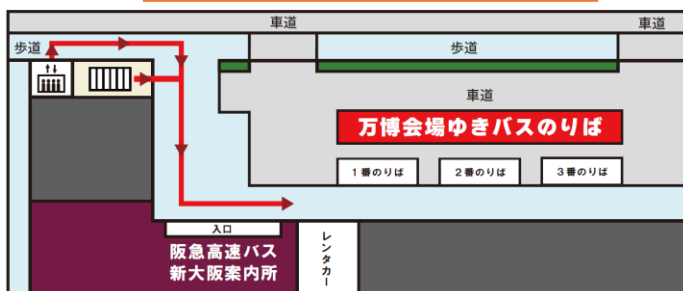 車道
車道
歩道
歩道
車道
万博会場ゆきバスのりば
1番のりば
2番のりば
3番のりば
入口
阪急高速バス
新大阪案内所
レンタカー